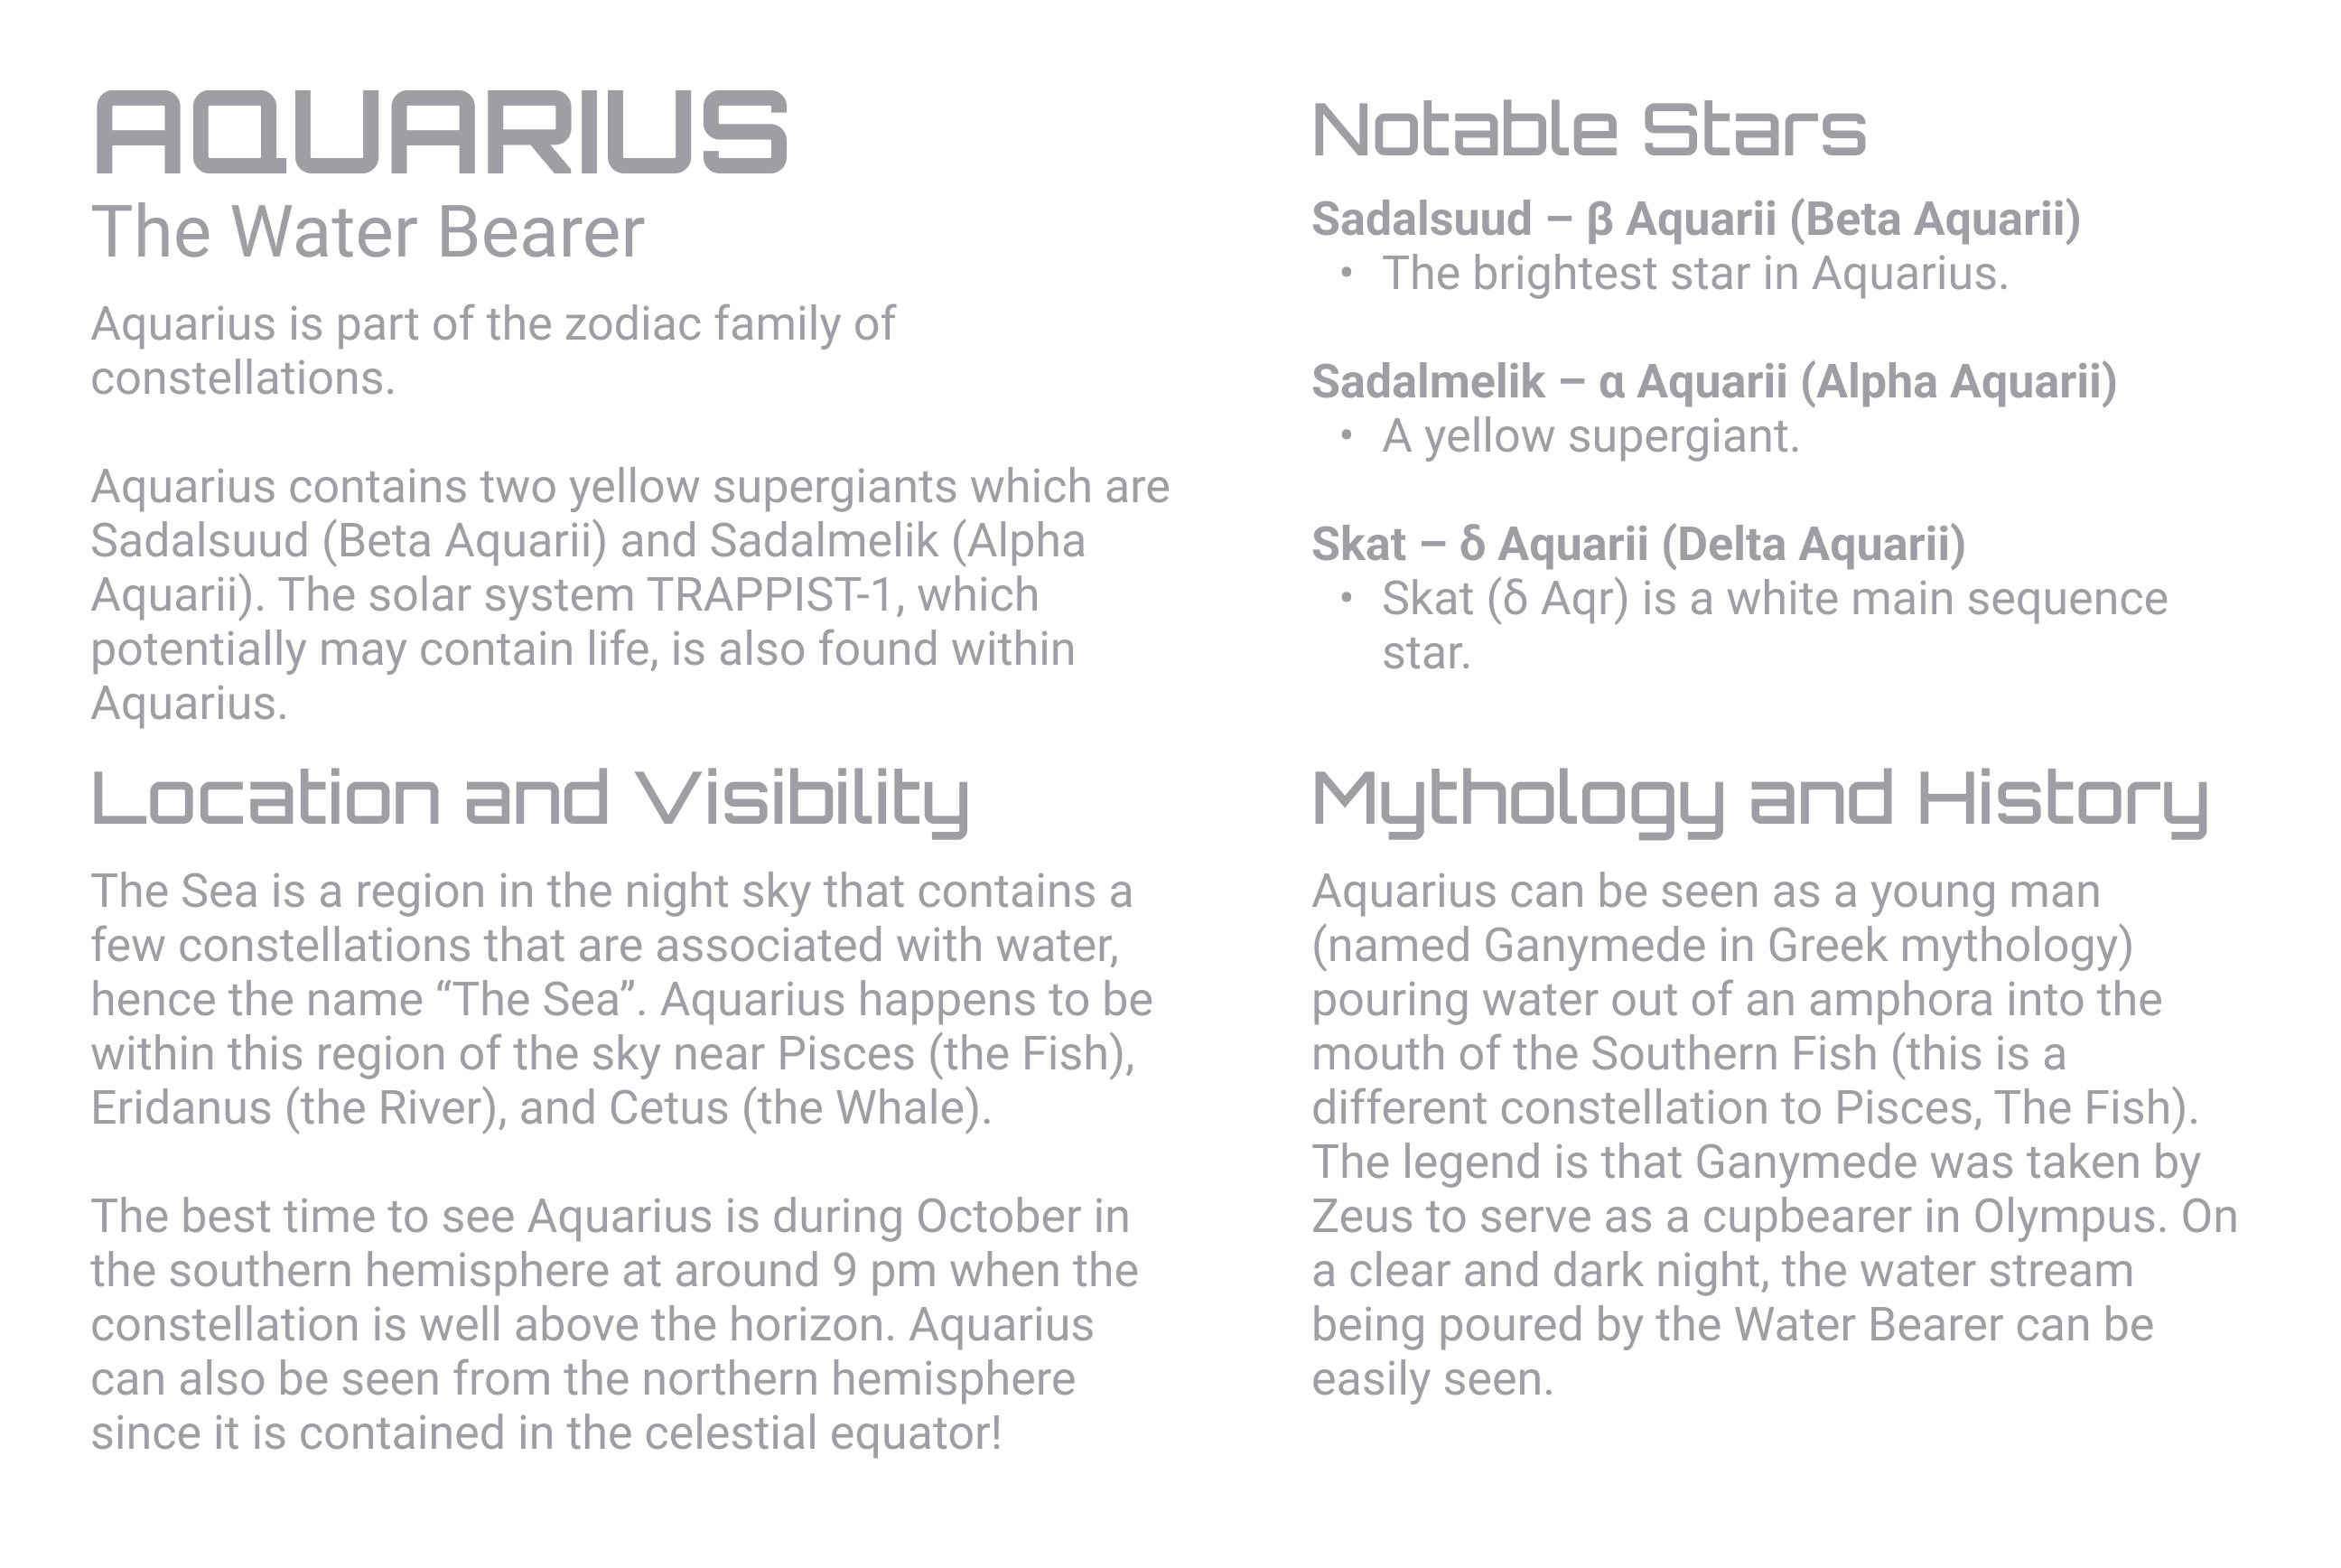 AQUARIUS
The Water Bearer
Aquarius is part of the zodiac family of
constellations.
Aquarius contains two yellow supergiants which are
Sadalsuud (Beta Aquarii) and Sadalmelik (Alpha
Aquarii). The solar system TRAPPIST-1, which
potentially may contain life, is also found within
Aquarius.
Location and Visibility
The Sea is a region in the night sky that contains a
few constellations that are associated with water,
hence the name “The Sea”. Aquarius happens to be
within this region of the sky near Pisces (the Fish),
Eridanus (the River), and Cetus (the Whale).
The best time to see Aquarius is during October in
the southern hemisphere at around 9 pm when the
constellation is well above the horizon. Aquarius
can also be seen from the northern hemisphere
since it is contained in the celestial equator!
Notable Stars
Sadalsuud – β Aquarii (Beta Aquarii)
• The brightest star in Aquarius.
Sadalmelik – α Aquarii (Alpha Aquarii)
• A yellow supergiant.
Skat – δ Aquarii (Delta Aquarii)
• Skat (δ Aqr) is a white main sequence
star.
Mythology and History
Aquarius can be seen as a young man
(named Ganymede in Greek mythology)
pouring water out of an amphora into the
mouth of the Southern Fish (this is a
different constellation to Pisces, The Fish).
The legend is that Ganymede was taken by
Zeus to serve as a cupbearer in Olympus. On
a clear and dark night, the water stream
being poured by the Water Bearer can be
easily seen.